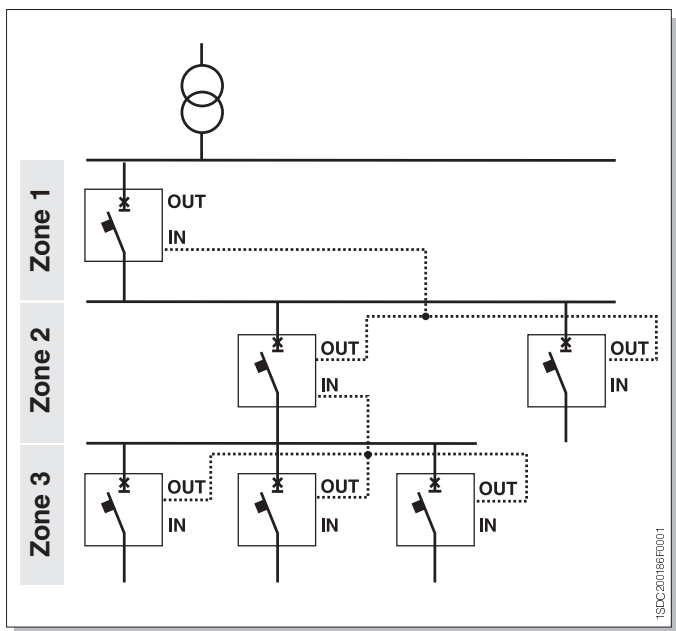 Zone 1
OUT
IN
Zone 2
OUT
IN
OUT
IN
Zone 3
OUT
IN
OUT
IN
OUT
IN
1SDC200186F0001